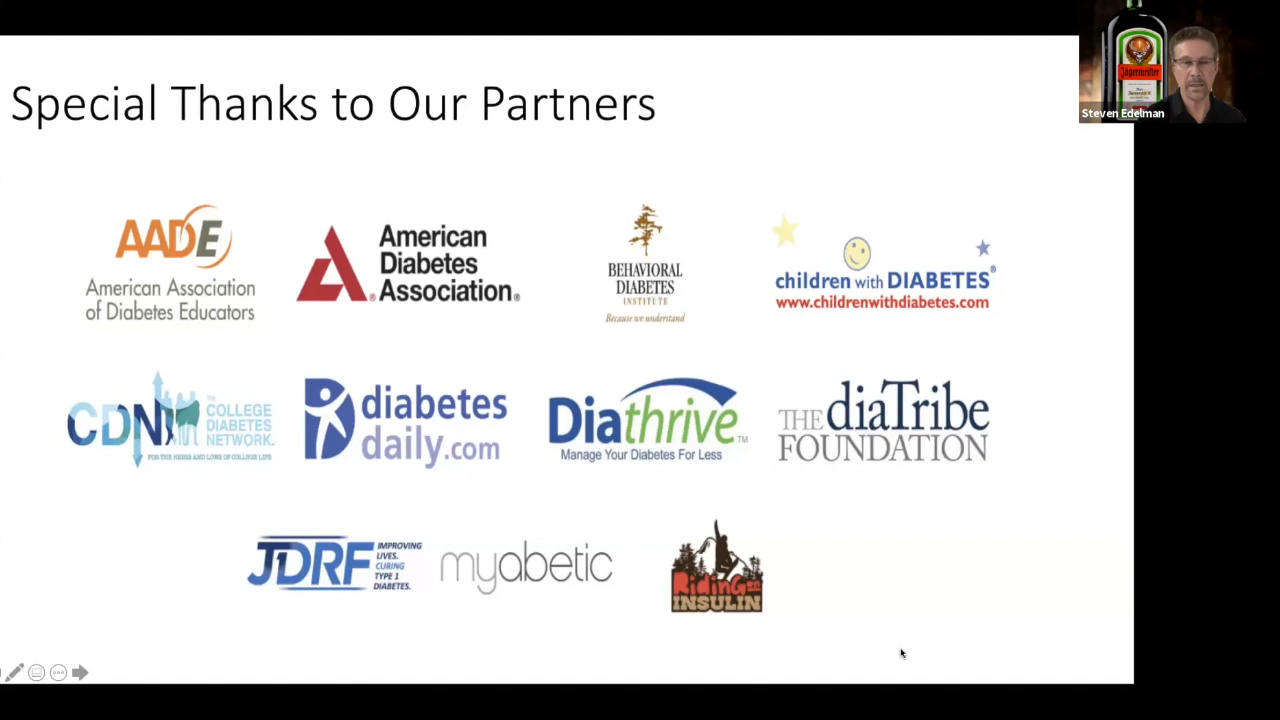 Special Thanks to Our Partners
Jägermeister
Steven Edelman
AADE
American Association
of Diabetes Educators
American
Diabetes
Association®
®
BEHAVIORAL
DIABETES
INSTITUTE
Because we understand
children with DIABETES®
www.childrenwithdiabetes.com
CDN
THE
COLLEGE
DIABETES
NETWORK.
FOR THE HIGHS AND LOWS OF COLLEGE LIFE
diabetes
daily.com
Diathrive™
Manage Your Diabetes For Less
THE diaTribe
FOUNDATION
JDRF
IMPROVING
LIVES.
CURING
TYPE 1
DIABETES.
myabetic
RiDiNG on
INSULIN